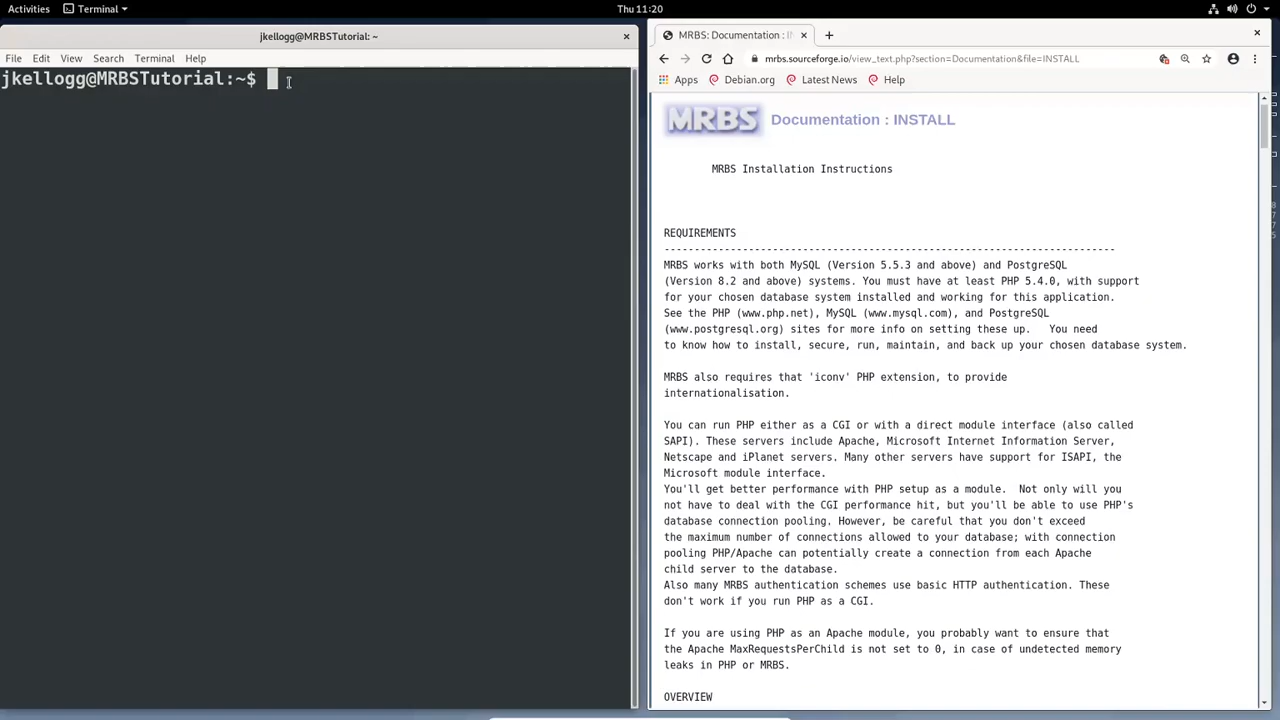 Activities Terminal Thu 11:20
jkellogg@MRBSTutorial: ~
File Edit View Search Terminal Help
jkellogg@MRBSTutorial:~$
MRBS: Documentation : IN
mrbs.sourceforge.io/view_text.php?section=Documentation&file=INSTALL
Apps Debian.org Latest News Help
MRBS Documentation : INSTALL
MRBS Installation Instructions
REQUIREMENTS
---------------------------------------------------------------------------
MRBS works with both MySQL (Version 5.5.3 and above) and PostgreSQL
(Version 8.2 and above) systems. You must have at least PHP 5.4.0, with support
for your chosen database system installed and working for this application.
See the PHP (www.php.net), MySQL (www.mysql.com), and PostgreSQL
(www.postgresql.org) sites for more info on setting these up. You need
to know how to install, secure, run, maintain, and back up your chosen database system.
MRBS also requires that 'iconv' PHP extension, to provide
internationalisation.
You can run PHP either as a CGI or with a direct module interface (also called
SAPI). These servers include Apache, Microsoft Internet Information Server,
Netscape and iPlanet servers. Many other servers have support for ISAPI, the
Microsoft module interface.
You'll get better performance with PHP setup as a module. Not only will you
not have to deal with the CGI performance hit, but you'll be able to use PHP's
database connection pooling. However, be careful that you don't exceed
the maximum number of connections allowed to your database; with connection
pooling PHP/Apache can potentially create a connection from each Apache
child server to the database.
Also many MRBS authentication schemes use basic HTTP authentication. These
don't work if you run PHP as a CGI.
If you are using PHP as an Apache module, you probably want to ensure that
the Apache MaxRequestsPerChild is not set to 0, in case of undetected memory
leaks in PHP or MRBS.
OVERVIEW